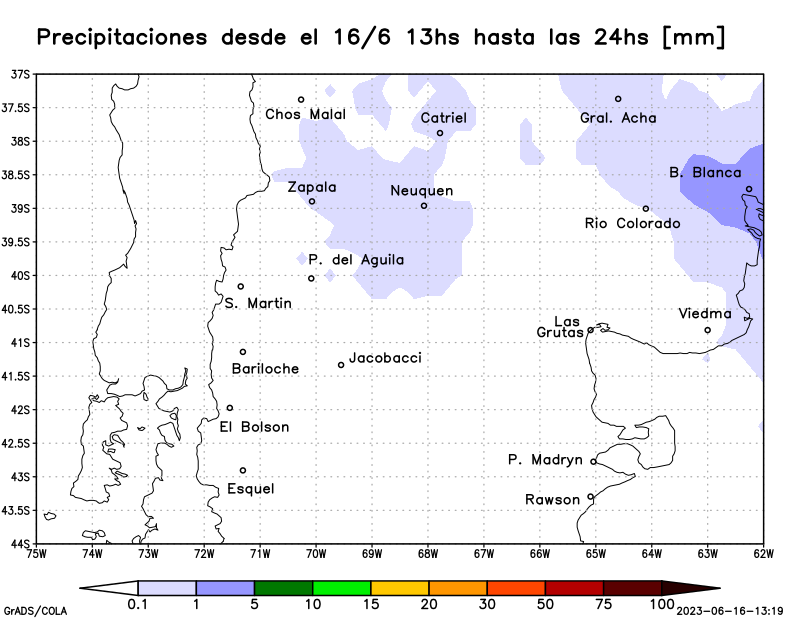 Precipitaciones desde el 16/6 13hs hasta las 24hs [mm]
37S
37.5S
38S
38.5S
39S
39.5S
40S
40.5S
41S
41.5S
42S
42.5S
43S
43.5S
44S
Chos Malal
Catriel
Gral. Acha
B. Blanca
Zapala
Neuquen
Rio Colorado
P. del Aguila
S. Martin
Viedma
Las
Grutas
Jacobacci
Bariloche
El Bolson
P. Madryn
Esquel
Rawson
75W 74W 73W 72W 71W 70W 69W 68W 67W 66W 65W 64W 63W 62W
0.1 1 5 10 15 20 30 50 75 100
GrADS/COLA
2023-06-16-13:19